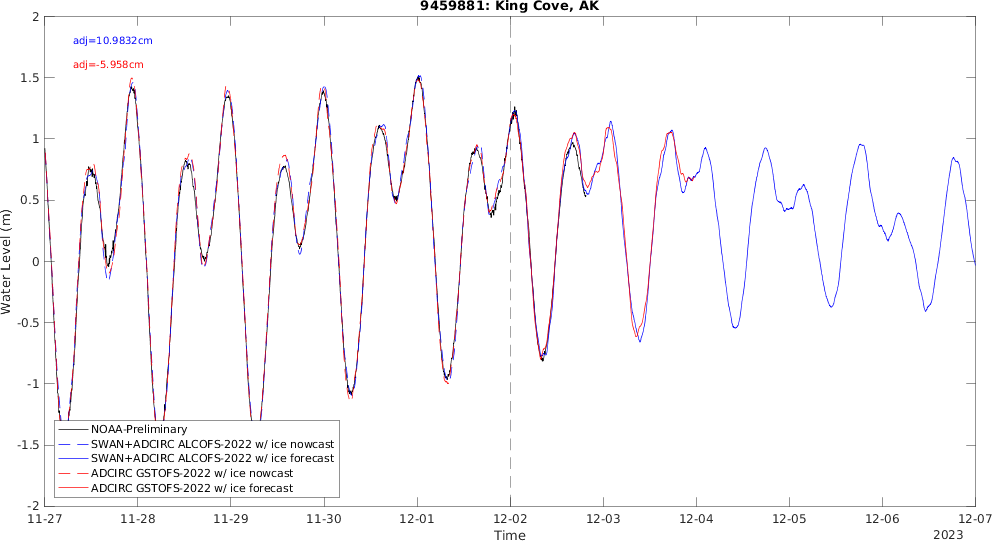 9459881: King Cove, AK
2
1.5
1
0.5
0
-0.5
-1
-1.5
-2
Water Level (m)
adj=10.9832cm
adj=-5.958cm
NOAA-Preliminary
SWAN+ADCIRC ALCOFS-2022 w/ ice nowcast
SWAN+ADCIRC ALCOFS-2022 w/ ice forecast
ADCIRC GSTOFS-2022 w/ ice nowcast
ADCIRC GSTOFS-2022 w/ ice forecast
11-27 11-28 11-29 11-30 12-01 12-02 12-03 12-04 12-05 12-06 12-07
Time
2023